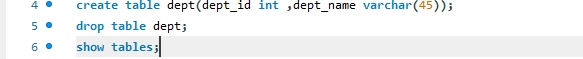 4 create table dept(dept_id int ,dept_name varchar(45));
5 drop table dept;
6 show tables;